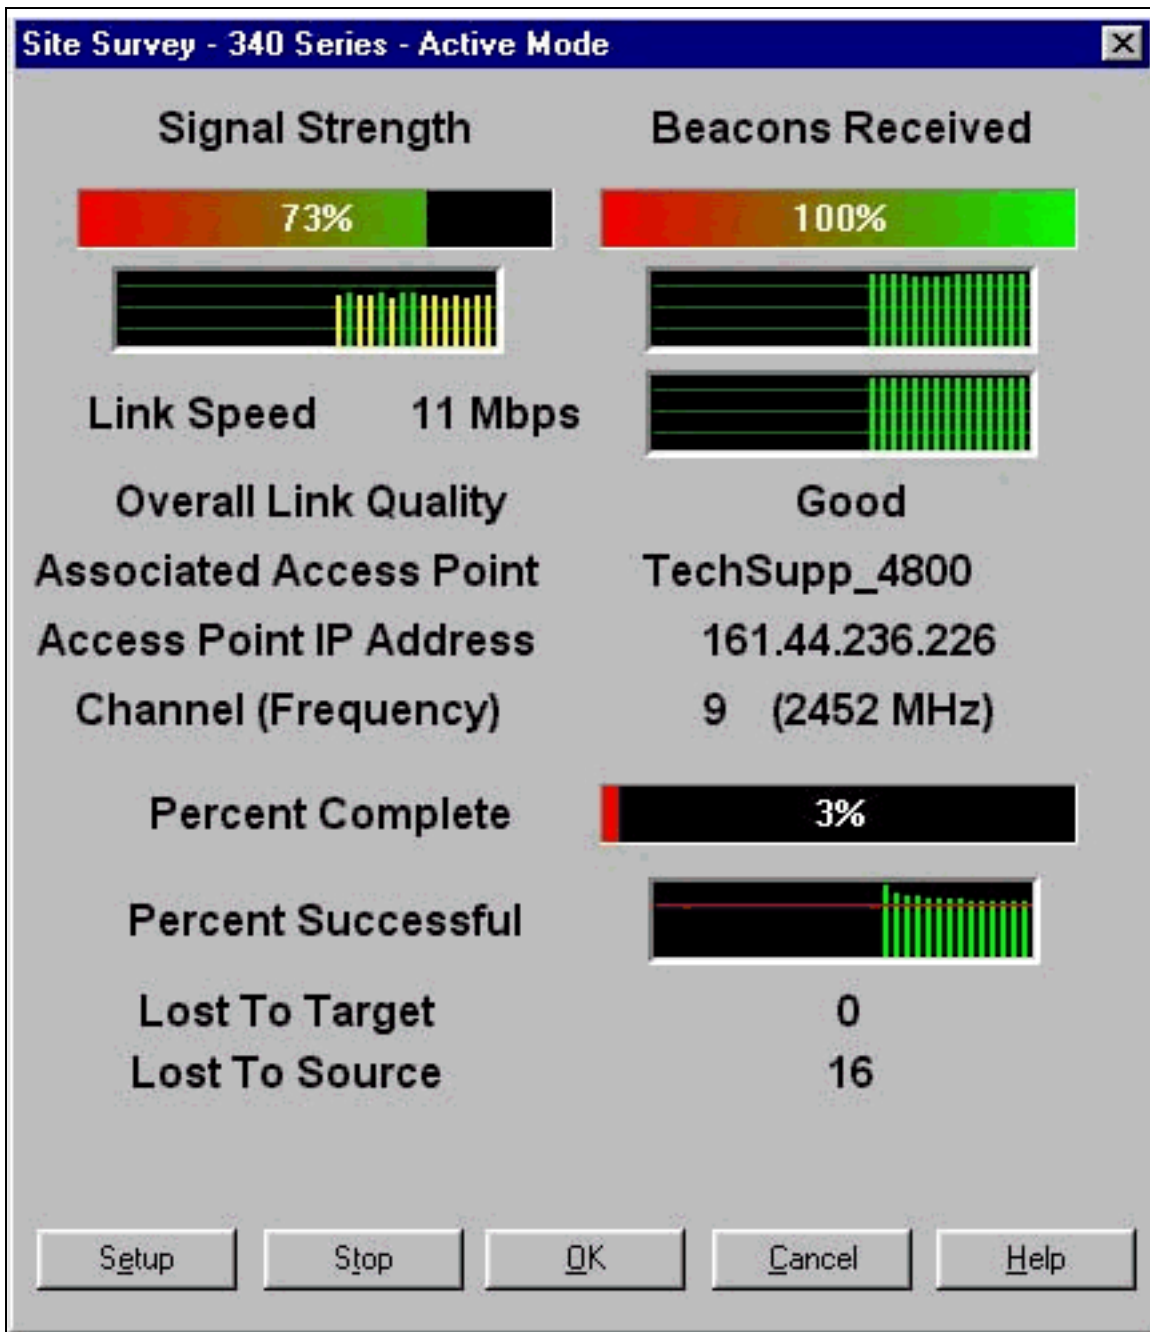 Site Survey - 340 Series - Active Mode
Signal Strength Beacons Received
73% 100%
Link Speed 11 Mbps
Overall Link Quality Good
Associated Access Point TechSupp_4800
Access Point IP Address 161.44.236.226
Channel (Frequency) 9 (2452 MHz)
Percent Complete 3%
Percent Successful
Lost To Target 0
Lost To Source 16
Setup Stop OK Cancel Help